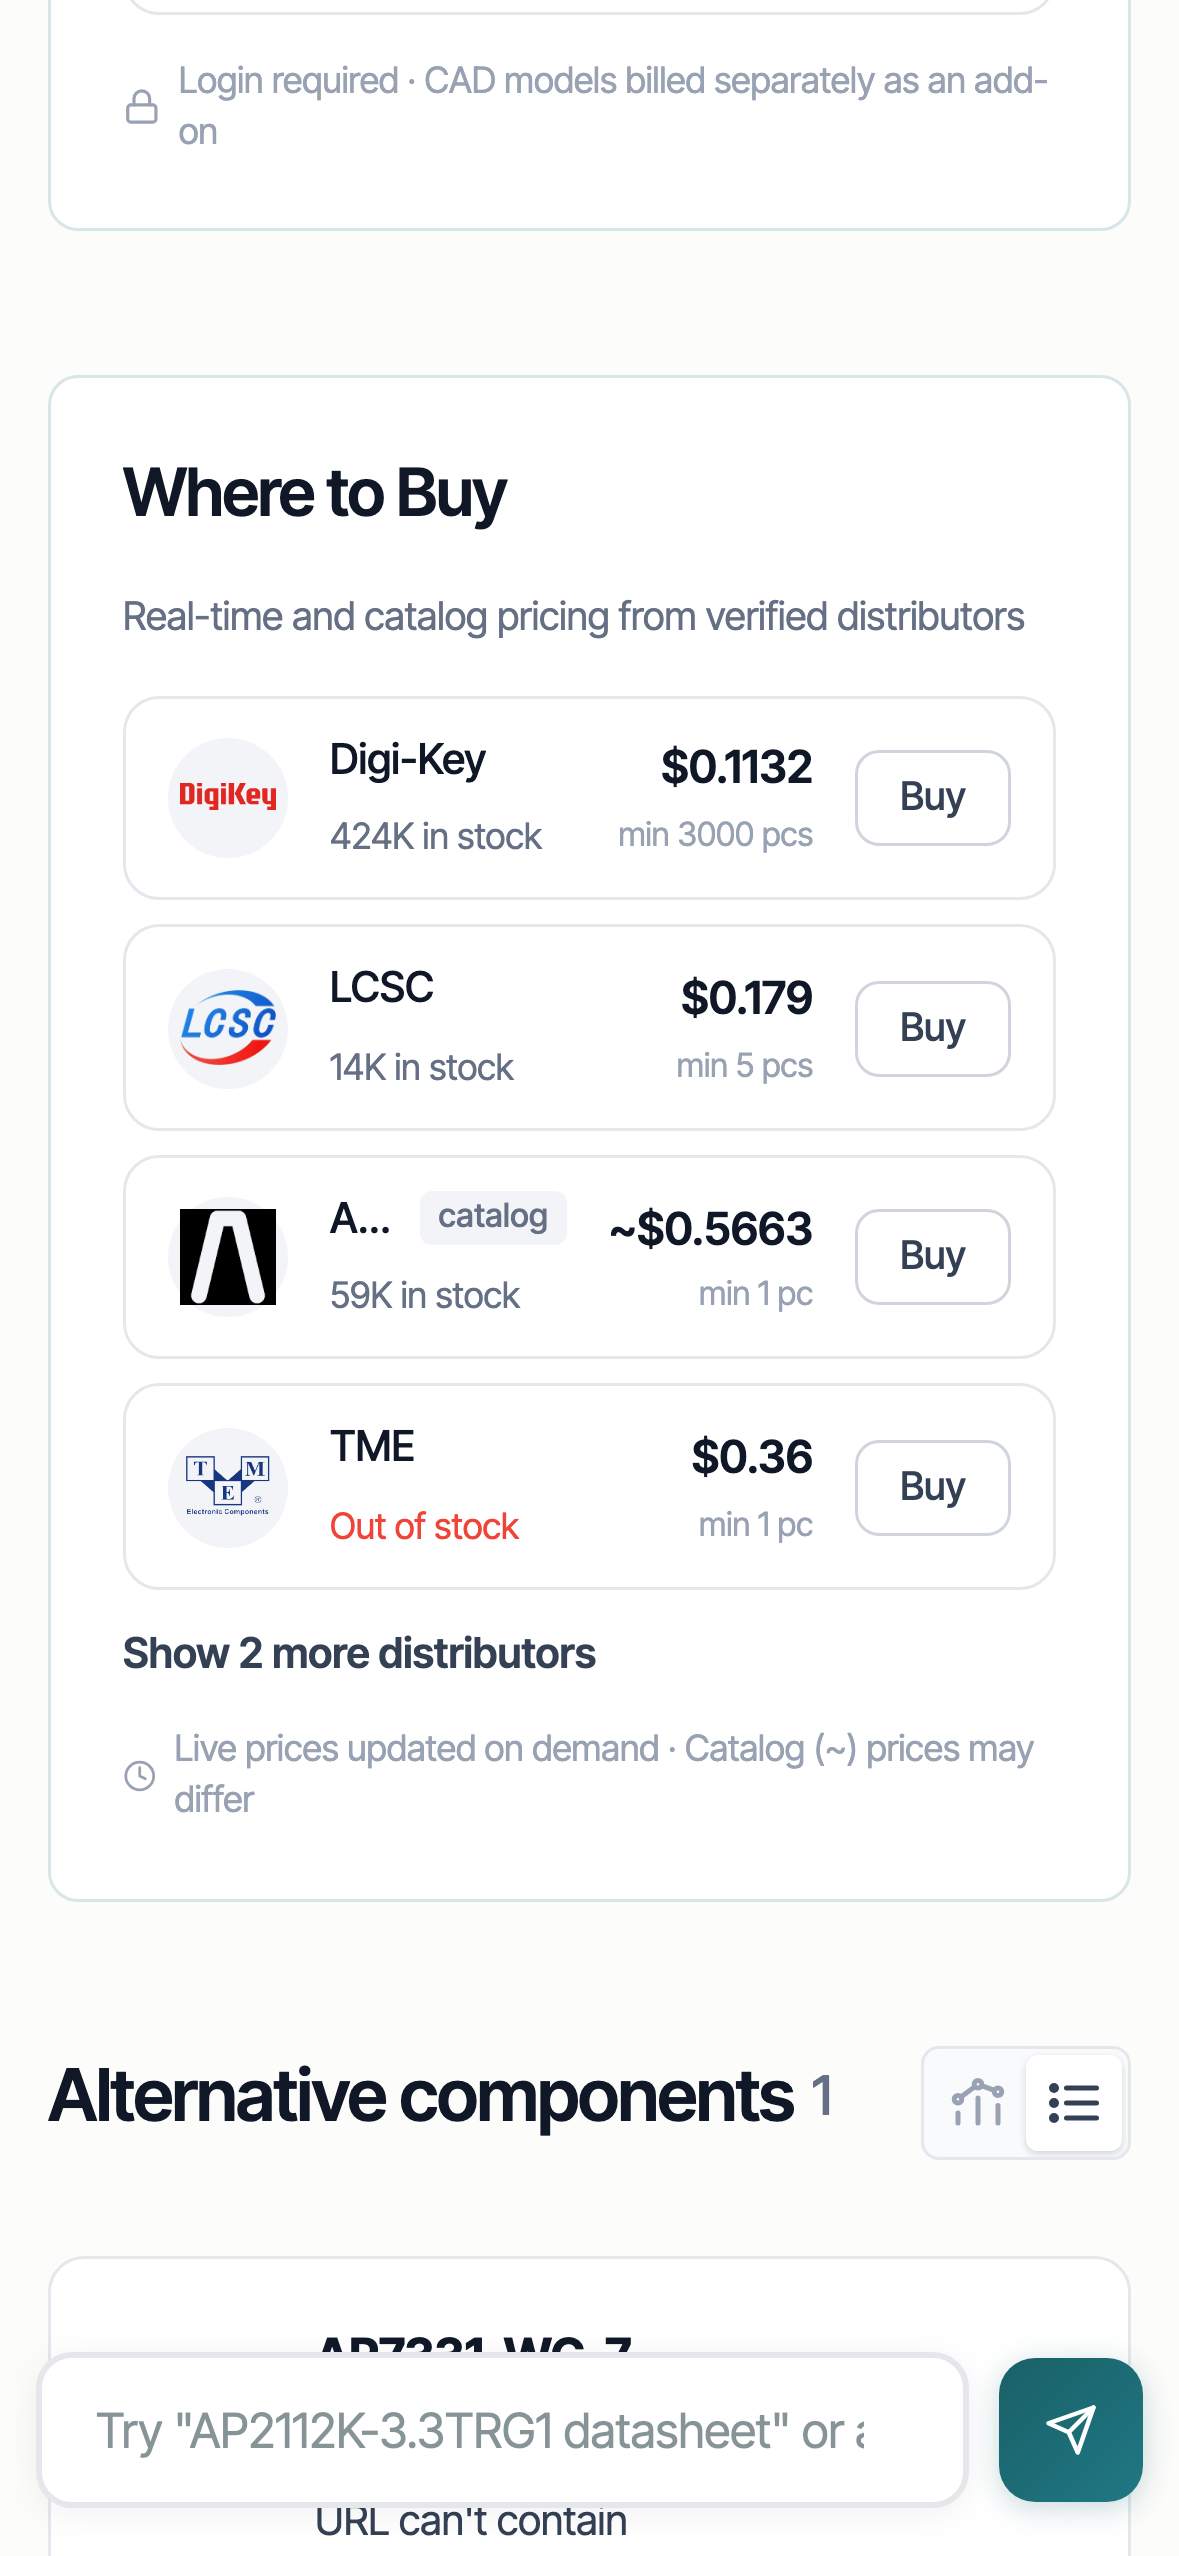 Login required · CAD models billed separately as an add-
on
Where to Buy
Real-time and catalog pricing from verified distributors
DigiKey
Digi-Key
$0.1132
Buy
424K in stock
min 3000 pcs
LCSC
LCSC
$0.179
Buy
14K in stock
min 5 pcs
A...
catalog
~$0.5663
Buy
59K in stock
min 1 pc
TME
Electronic Components
®
TME
$0.36
Buy
Out of stock
min 1 pc
Show 2 more distributors
Live prices updated on demand · Catalog (~) prices may
differ
Alternative components 1
Try "AP2112K-3.3TRG1 datasheet" or
URL can't contain